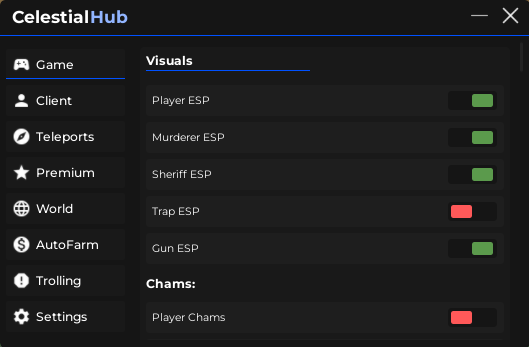 CelestialHub
Game
Client
Teleports
Premium
World
AutoFarm
Trolling
Settings
Visuals
Player ESP
Murderer ESP
Sheriff ESP
Trap ESP
Gun ESP
Chams:
Player Chams